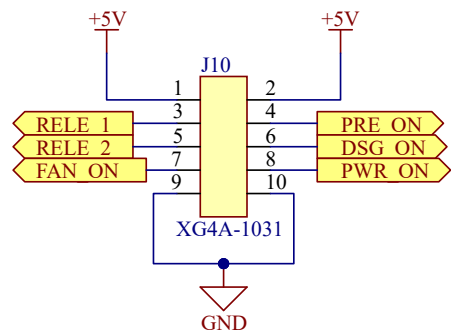 +5V +5V
J10
1 2
RELE_1 3 4 PRE_ON
RELE_2 5 6 DSG_ON
FAN_ON 7 8 PWR_ON
9 10
XG4A-1031
GND